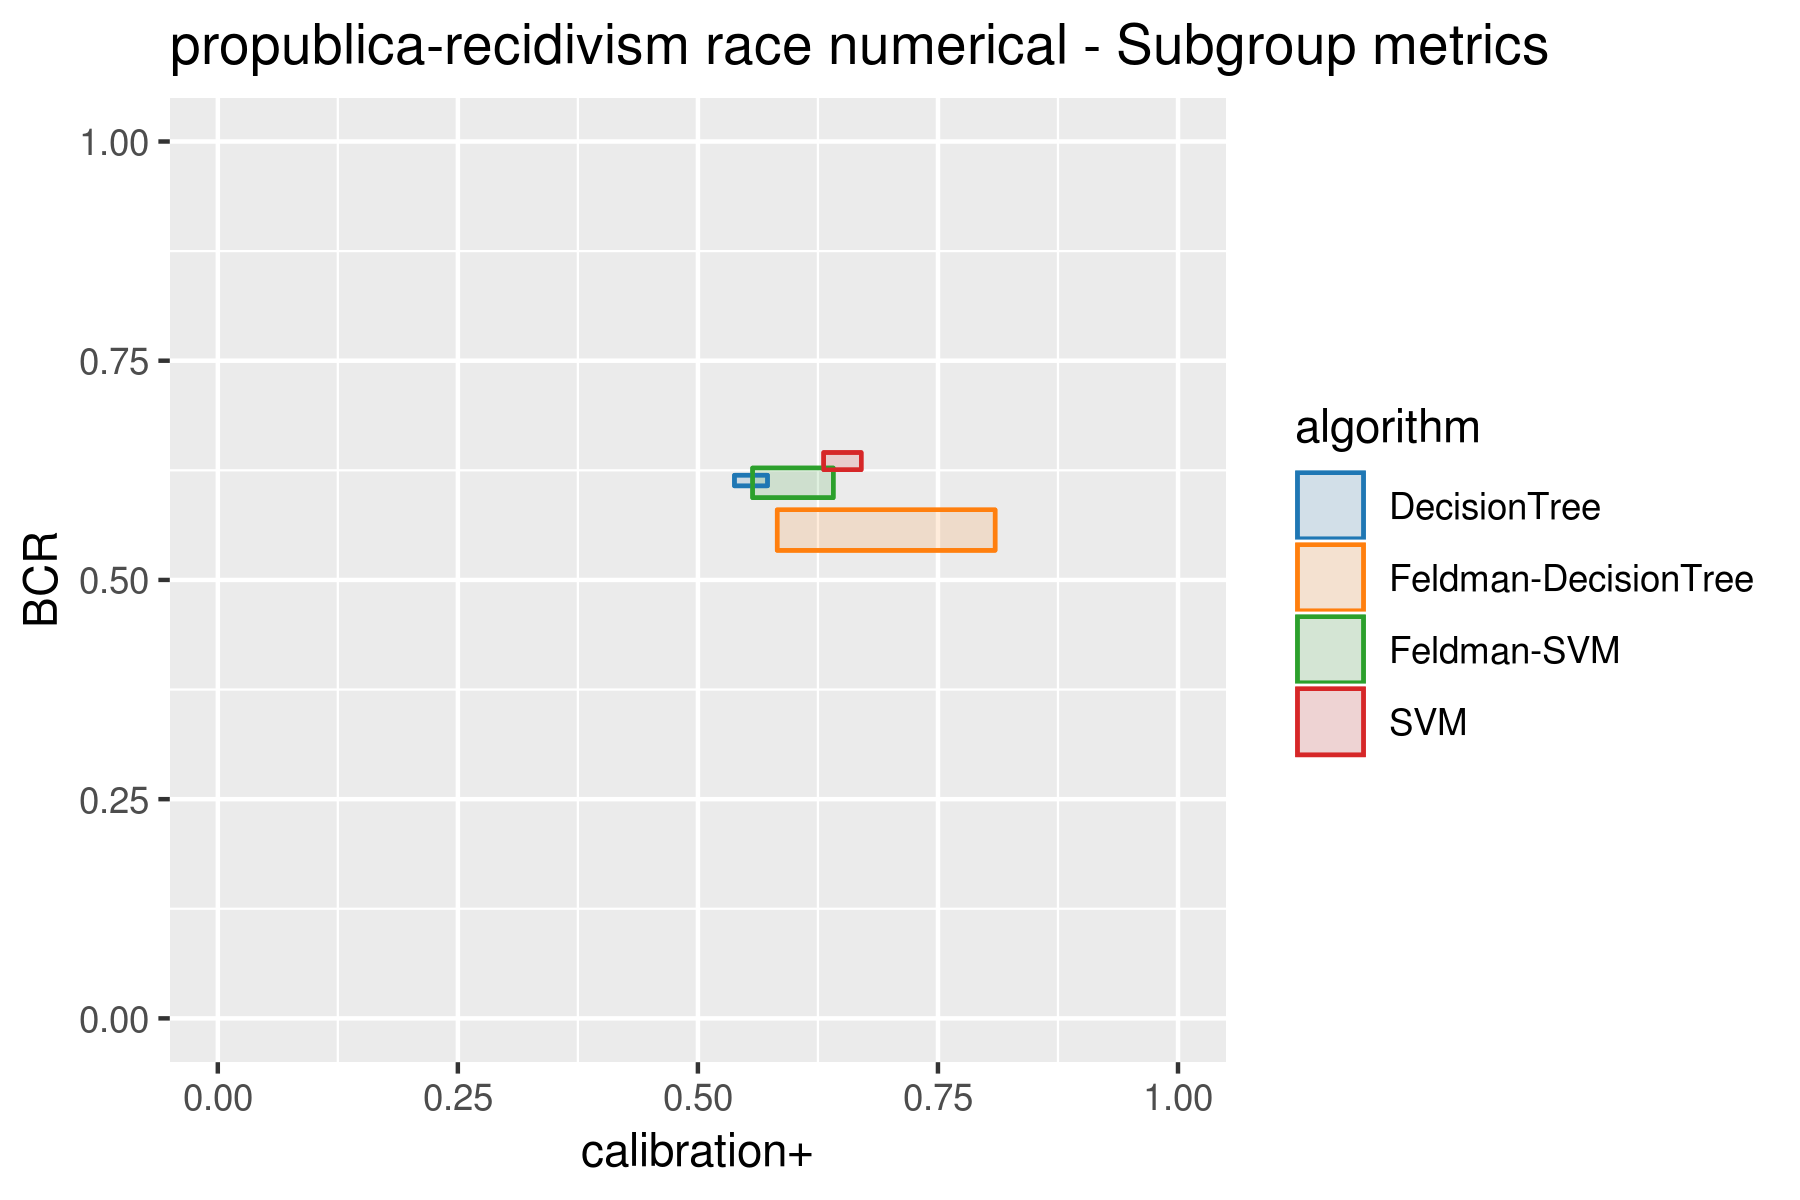 propublica-recidivism race numerical - Subgroup metrics
BCR
1.00
0.75
0.50
0.25
0.00
0.00 0.25 0.50 0.75 1.00
calibration+
algorithm
DecisionTree
Feldman-DecisionTree
Feldman-SVM
SVM